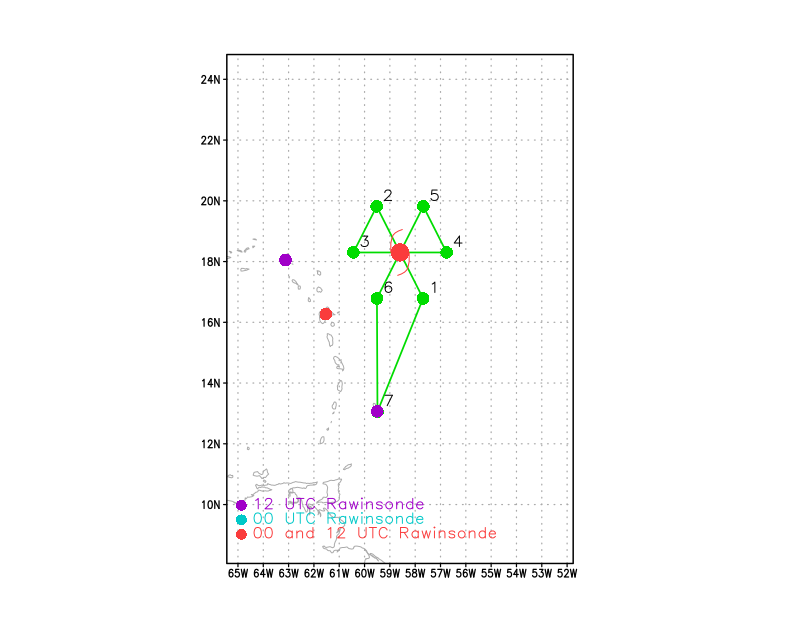 24N
22N
20N
2 5
3 4
18N
6 1
16N
14N
7
12N
10N
12 UTC Rawinsonde
00 UTC Rawinsonde
00 and 12 UTC Rawinsonde
65W 64W 63W 62W 61W 60W 59W 58W 57W 56W 55W 54W 53W 52W